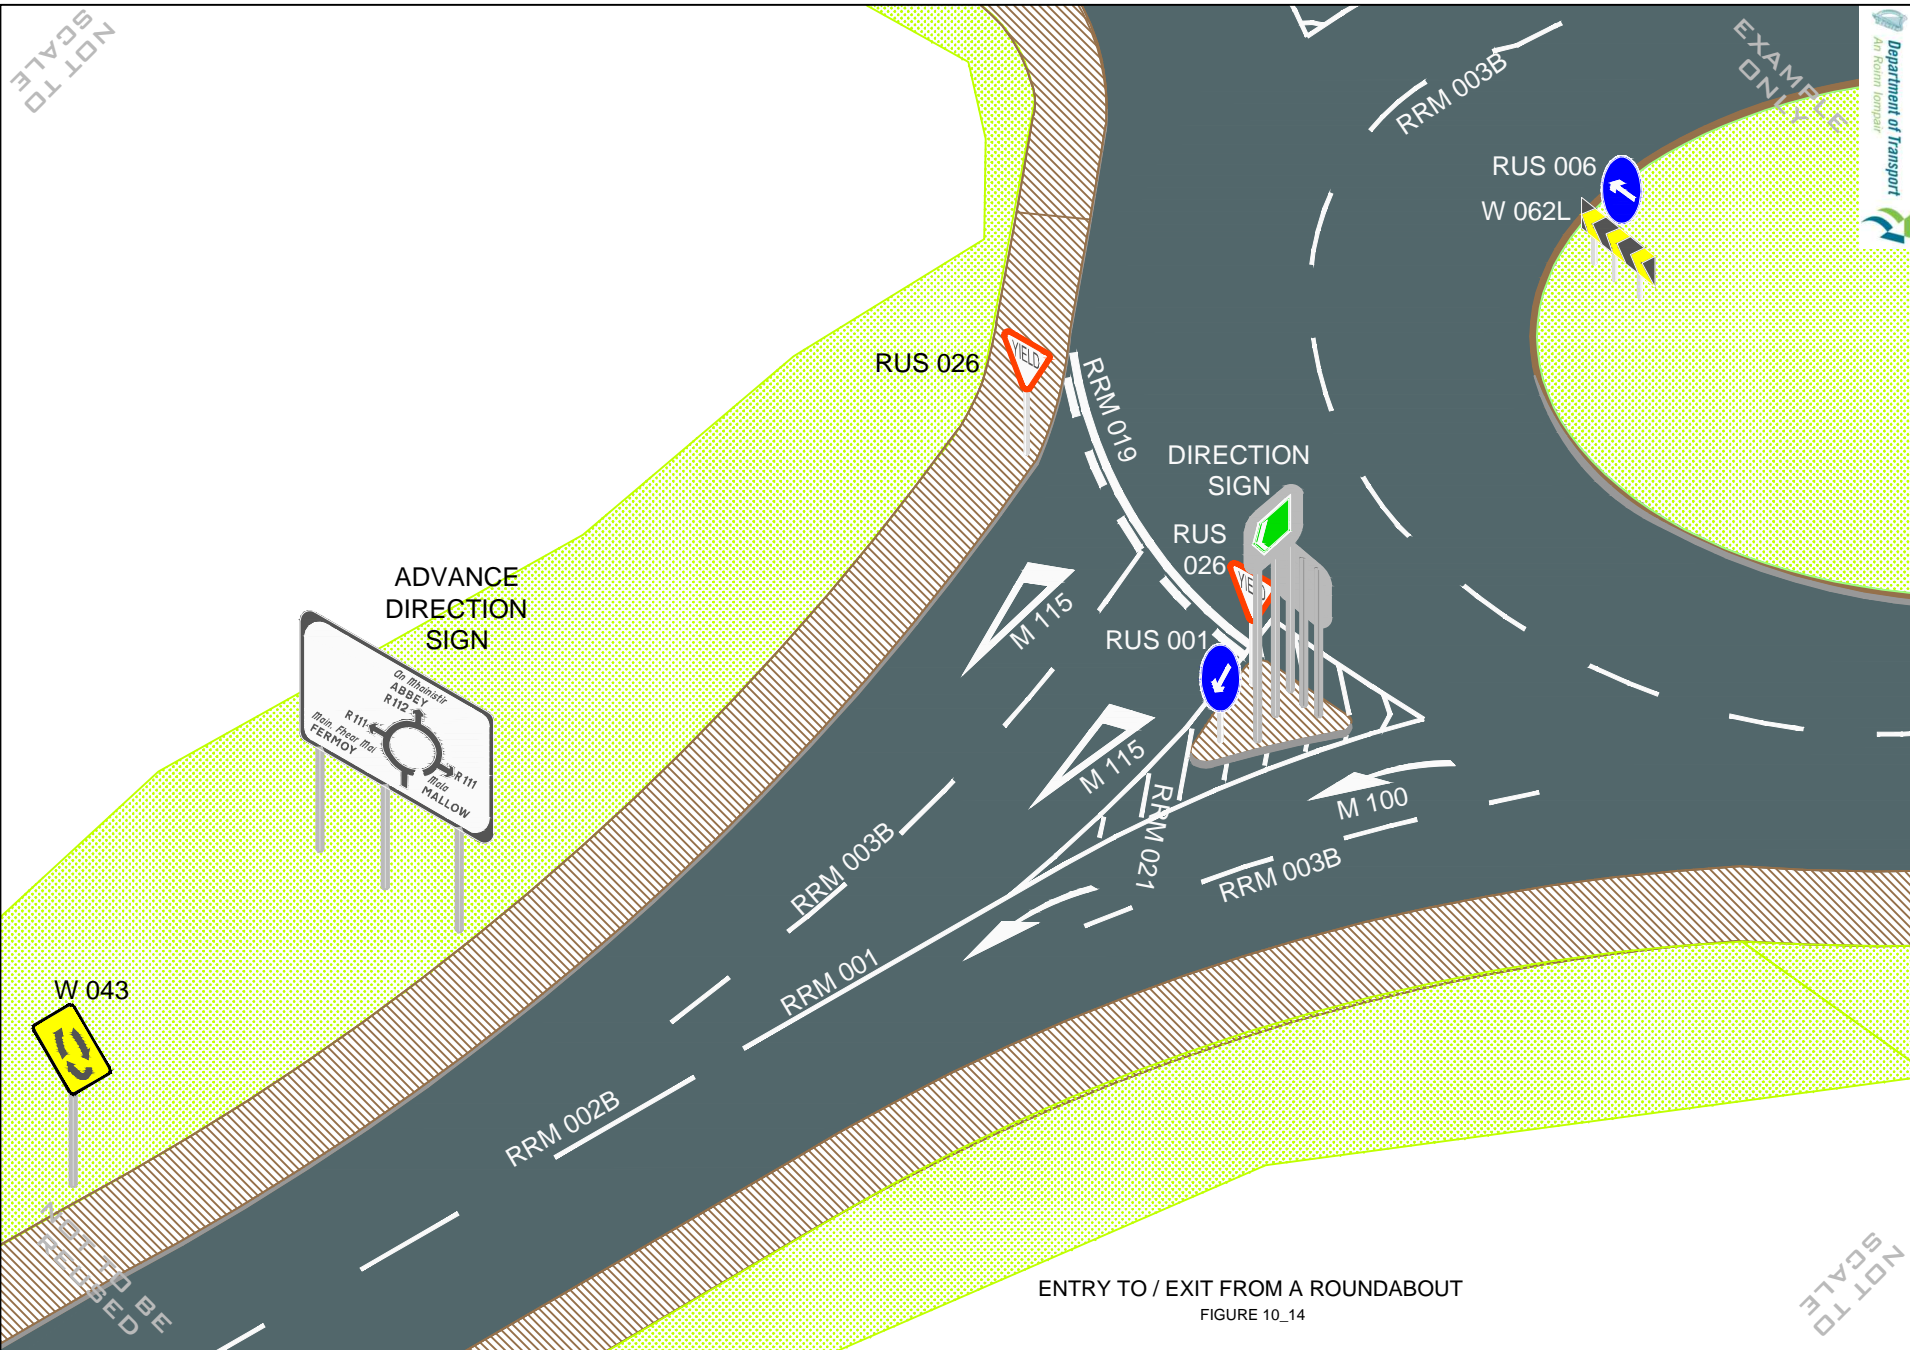 NOT TO
SCALE
EXAMPLE
ONLY
Department of Transport
An Roinn Iompair
RRM 003B
RUS 006
W 062L
RUS 026
YIELD
RRM 019
DIRECTION
SIGN
RUS
026
YIELD
ADVANCE
DIRECTION
SIGN
M 115
RUS 001
An Mhainistir
ABBEY
R112
R111
Main. Fhear Maí
FERMOY
R111
Mala
MALLOW
M 115
M 100
RRM 021
RRM 003B
RRM 003B
RRM 001
W 043
RRM 002B
NOT TO BE
REUSED
ENTRY TO / EXIT FROM A ROUNDABOUT
FIGURE 10_14
NOT TO
SCALE